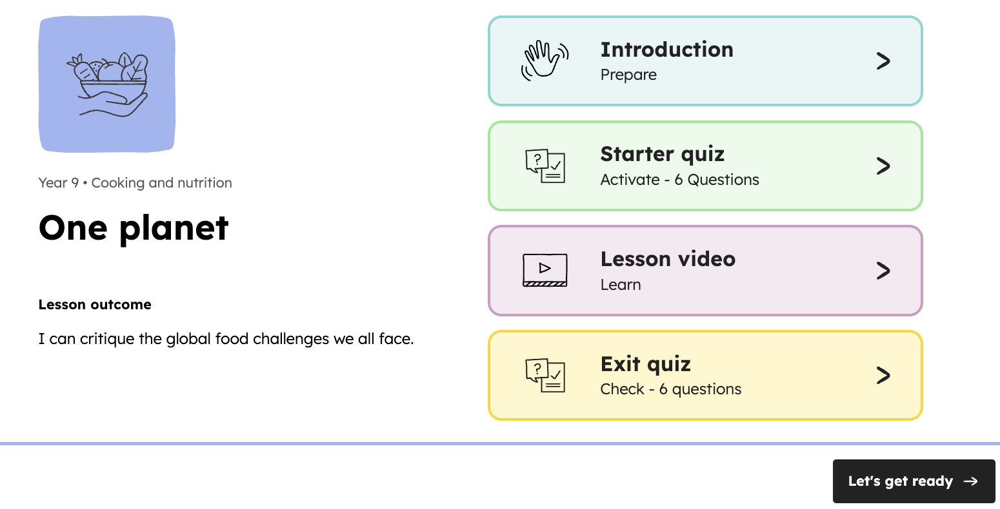 Year 9 • Cooking and nutrition
One planet
Lesson outcome
I can critique the global food challenges we all face.
Introduction
Prepare
Starter quiz
Activate - 6 Questions
Lesson video
Learn
Exit quiz
Check - 6 questions
Let's get ready